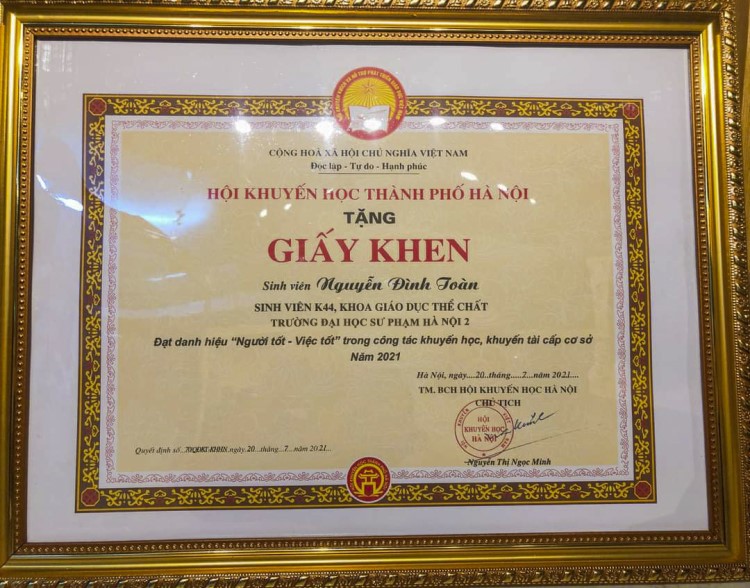 CỘNG HOÀ XÃ HỘI CHỦ NGHĨA VIỆT NAM
Độc lập - Tự do - Hạnh phúc
HỘI KHUYẾN HỌC THÀNH PHỐ HÀ NỘI
TẶNG
GIẤY KHEN
Sinh viên Nguyễn Đình Toàn
SINH VIÊN K44, KHOA GIÁO DỤC THỂ CHẤT
TRƯỜNG ĐẠI HỌC SƯ PHẠM HÀ NỘI 2
Đạt danh hiệu "Người tốt - Việc tốt" trong công tác khuyến học, khuyến tài cấp cơ sở
Năm 2021
Hà Nội, ngày....20...tháng.....7...năm 2021....
TM. BCH HỘI KHUYẾN HỌC HÀ NỘI
CHỦ TỊCH
HỘI
KHUYẾN HỌC
HÀ NỘI
Quyết định số ngày...20....tháng....7...năm 2021....
Nguyễn Thị Ngọc Minh